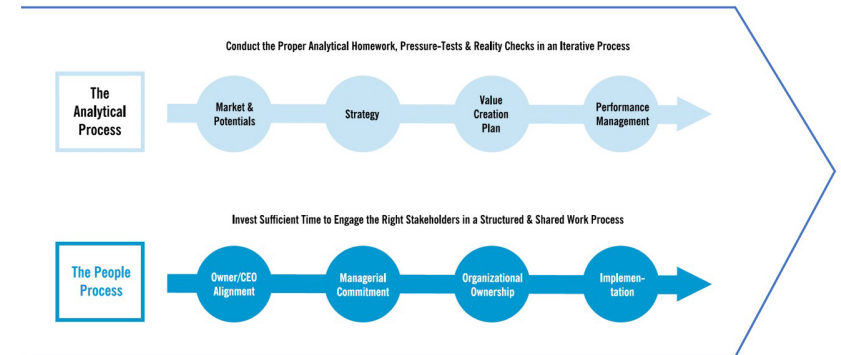 Conduct the Proper Analytical Homework, Pressure-Tests & Reality Checks in an Iterative Process
The
Analytical
Process
Market &
Potentials
Strategy
Value
Creation
Plan
Performance
Management
Invest Sufficient Time to Engage the Right Stakeholders in a Structured & Shared Work Process
The People
Process
Owner/CEO
Alignment
Managerial
Commitment
Organizational
Ownership
Implemen-
tation